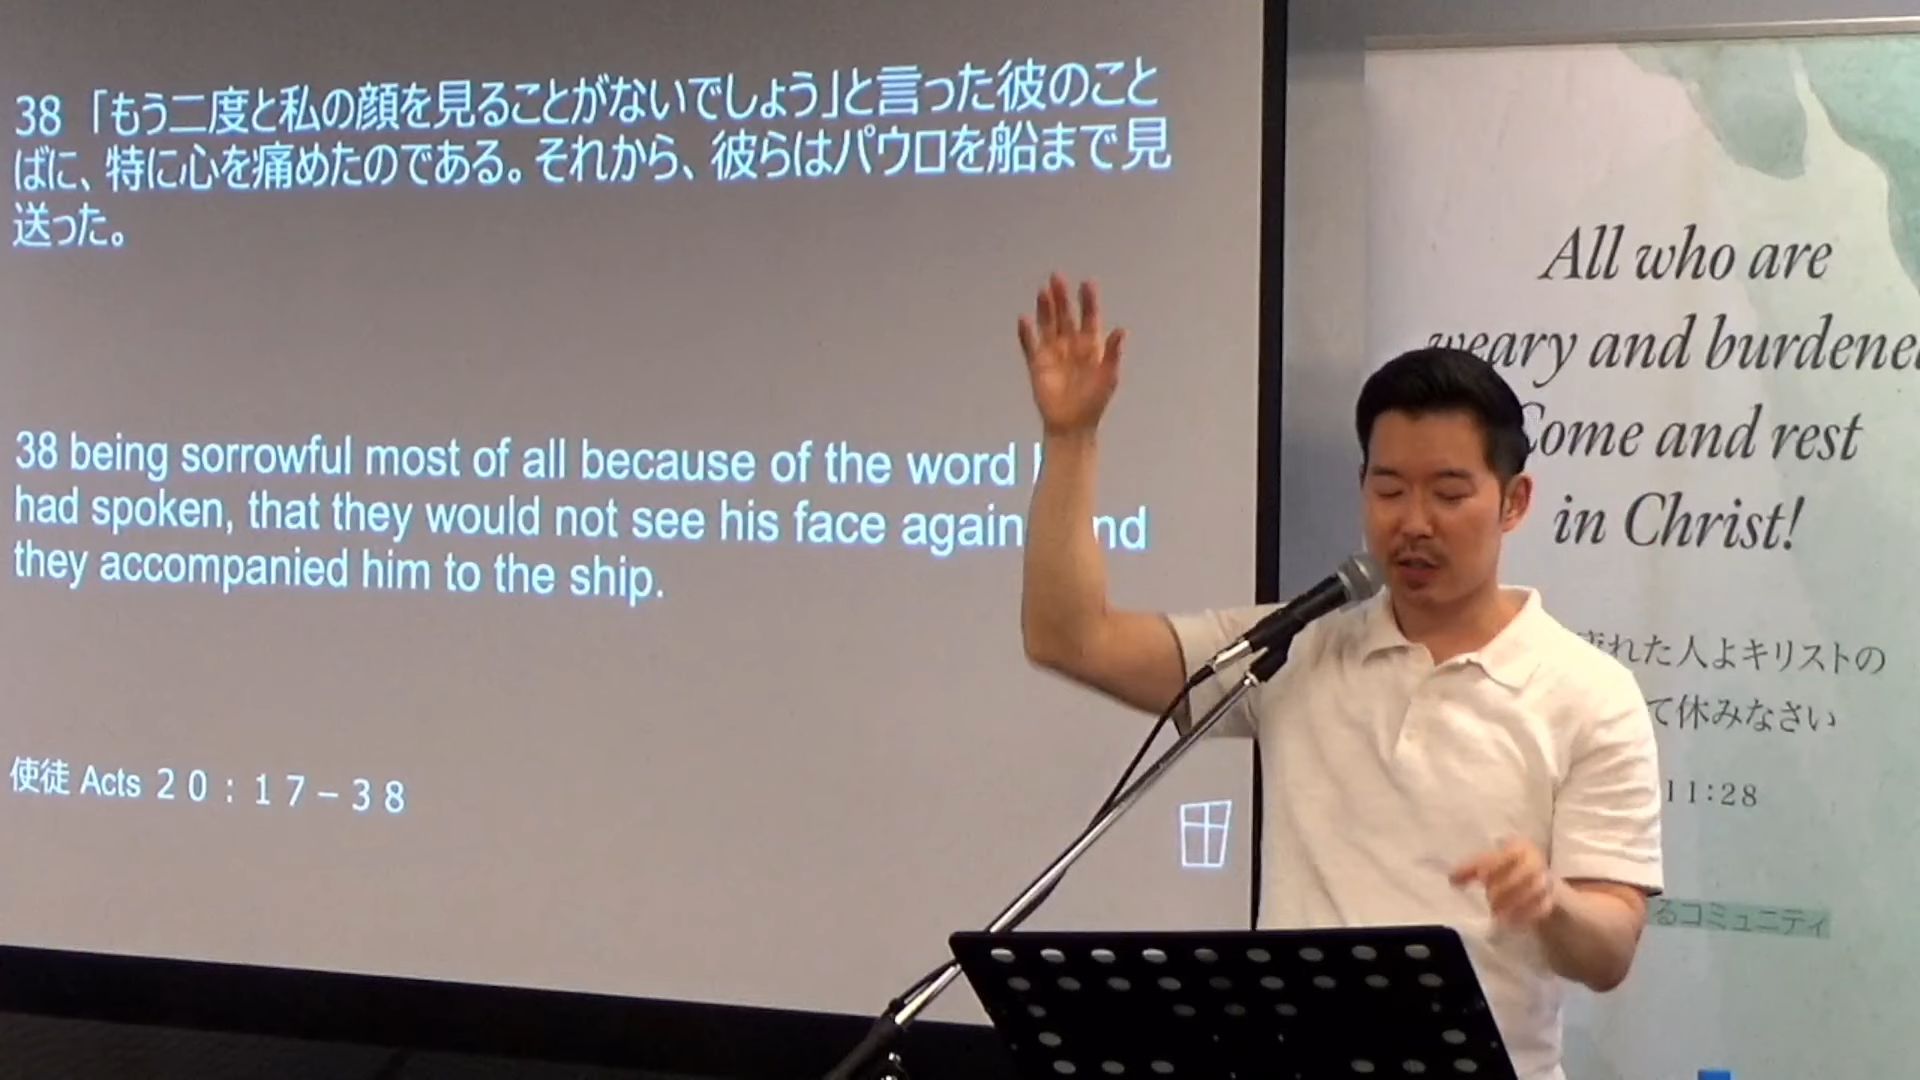 38 「もう二度と私の顔を見ることがないでしょう」と言った彼のこと
ばに、特に心を痛めたのである。それから、彼らはパウロを船まで見
送った。
38 being sorrowful most of all because of the word
had spoken, that they would not see his face again
they accompanied him to the ship.
使徒 Acts 20:17–38
All who are
weary and burdened
Come and rest
in Christ!
れた人よキリストの
て休みなさい
11:28
るコミュニティ